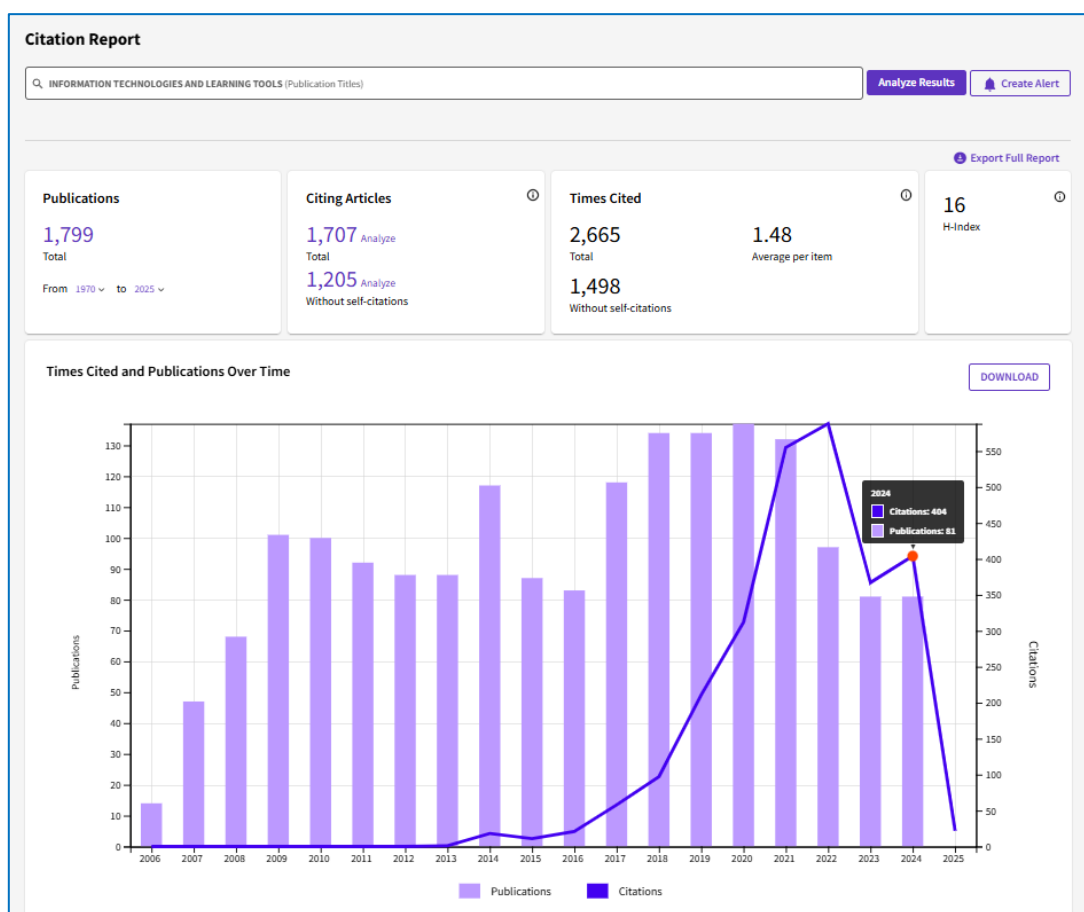 Citation Report
INFORMATION TECHNOLOGIES AND LEARNING TOOLS (Publication Titles)
Analyze Results
Create Alert
Export Full Report
Publications
1,799
Total
From 1970 to 2025
Citing Articles
1,707 Analyze
Total
1,205 Analyze
Without self-citations
Times Cited
2,665
Total
1.48
Average per item
1,498
Without self-citations
16
H-Index
Times Cited and Publications Over Time
DOWNLOAD
130
120
110
100
90
80
70
60
50
40
30
20
10
0
Publications
550
500
450
400
350
300
250
200
150
100
50
0
Citations
2024
Citations: 404
Publications: 81
2006 2007 2008 2009 2010 2011 2012 2013 2014 2015 2016 2017 2018 2019 2020 2021 2022 2023 2024 2025
Publications Citations